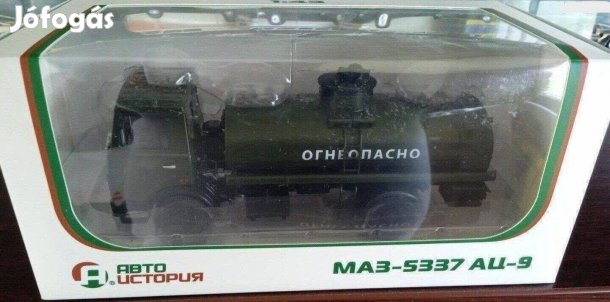 Jófogás
ОГНЕОПАСНО
АВТО
ИСТОРИЯ
МАЗ-5337 АЦ-9